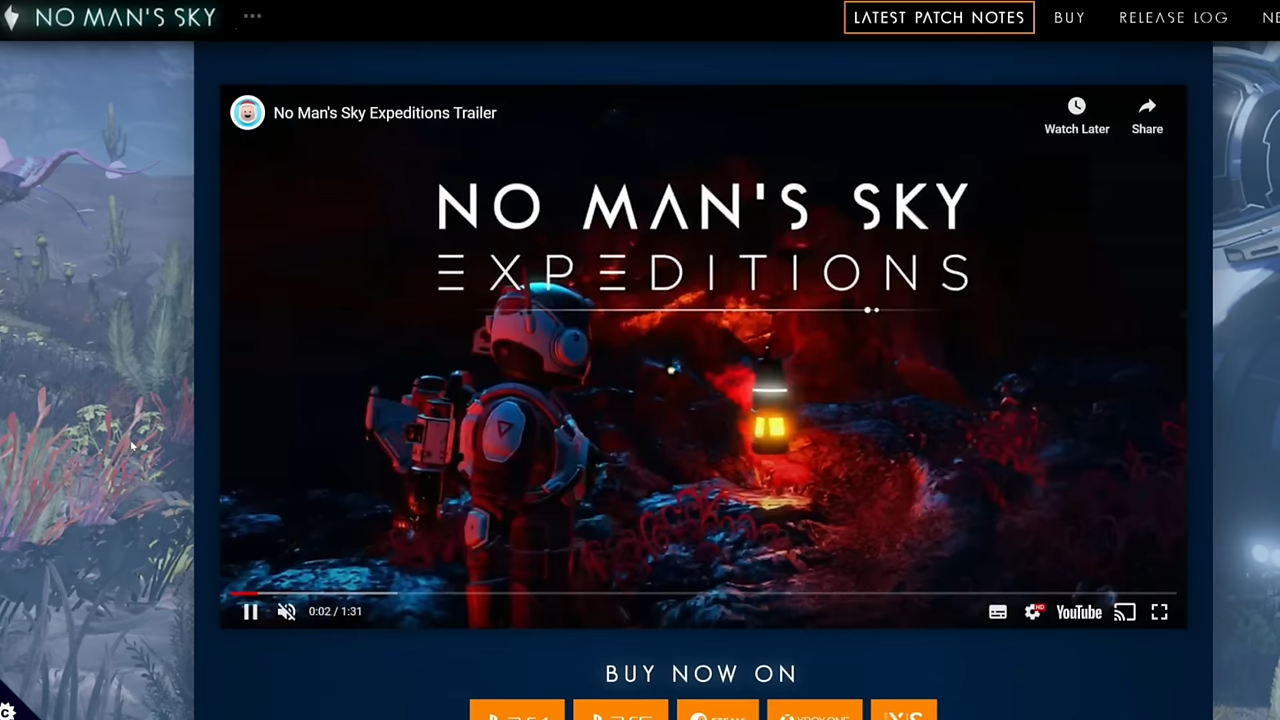 NO MAN'S SKY
LATEST PATCH NOTES
BUY
RELEASE LOG
No Man's Sky Expeditions Trailer
Watch Later
Share
NO MAN'S SKY
EXPEDITIONS
0:02 / 1:31
HD
YouTube
BUY NOW ON